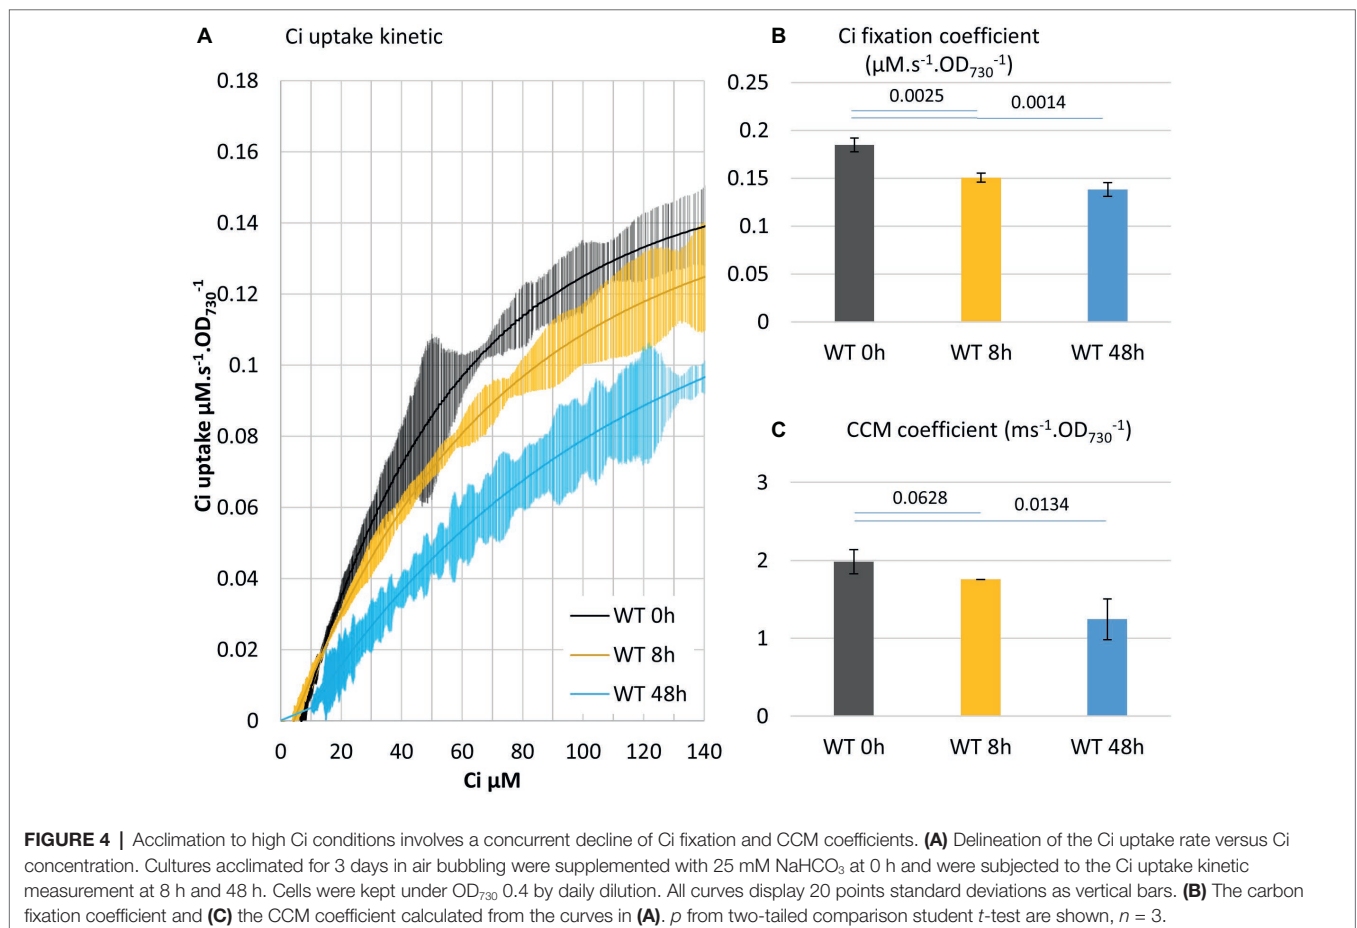 A Ci uptake kinetic
Ci uptake µM.s⁻¹.OD₇₃₀⁻¹
0.18
0.16
0.14
0.12
0.1
0.08
0.06
0.04
0.02
0
WT 0h
WT 8h
WT 48h
0 20 40 60 80 100 120 140
Ci µM
B Ci fixation coefficient
(µM.s⁻¹.OD₇₃₀⁻¹)
0.25
0.2
0.15
0.1
0.05
0
0.0025 0.0014
WT 0h WT 8h WT 48h
C CCM coefficient (ms⁻¹.OD₇₃₀⁻¹)
3
2
1
0
0.0628 0.0134
WT 0h WT 8h WT 48h
FIGURE 4 | Acclimation to high Ci conditions involves a concurrent decline of Ci fixation and CCM coefficients. (A) Delineation of the Ci uptake rate versus Ci
concentration. Cultures acclimated for 3 days in air bubbling were supplemented with 25 mM NaHCO₃ at 0 h and were subjected to the Ci uptake kinetic
measurement at 8 h and 48 h. Cells were kept under OD₇₃₀ 0.4 by daily dilution. All curves display 20 points standard deviations as vertical bars. (B) The carbon
fixation coefficient and (C) the CCM coefficient calculated from the curves in (A). p from two-tailed comparison student t-test are shown, n = 3.